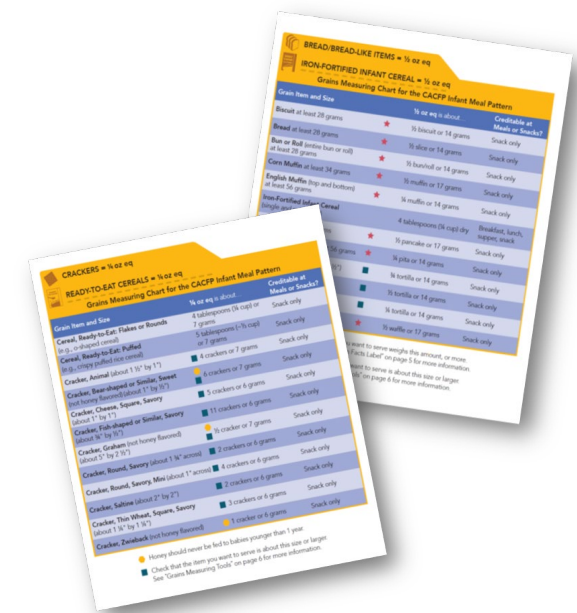 BREAD/BREAD-LIKE ITEMS = ½ oz eq
IRON-FORTIFIED INFANT CEREAL = ½ oz eq
Grains Measuring Chart for the CACFP Infant Meal Pattern
Grain Item and Size
½ oz eq is about...
Creditable at
Meals or Snacks?
Biscuit at least 28 grams
½ biscuit or 14 grams
Snack only
Bread at least 28 grams
½ slice or 14 grams
Snack only
Bun or Roll (entire bun or roll)
at least 28 grams
½ bun/roll or 14 grams
Snack only
Corn Muffin at least 34 grams
½ muffin or 17 grams
Snack only
English Muffin (top and bottom)
at least 56 grams
¼ muffin or 14 grams
Snack only
Iron-Fortified Infant Cereal
4 tablespoons (¼ cup) dry
Breakfast, lunch,
supper, snack
½ pancake or 17 grams
Snack only
56 grams
¼ pita or 14 grams
Snack only
¼ tortilla or 14 grams
Snack only
½ tortilla or 14 grams
Snack only
¼ tortilla or 14 grams
Snack only
½ waffle or 17 grams
Snack only
want to serve weighs this amount, or more.
Facts Label" on page 5 for more information.
want to serve is about this size or larger.
on page 6 for more information.
CRACKERS = ¼ oz eq
READY-TO-EAT CEREALS = ¼ oz eq
Grains Measuring Chart for the CACFP Infant Meal Pattern
Grain Item and Size
¼ oz eq is about...
Creditable at
Meals or Snacks?
Cereal, Ready-to-Eat: Flakes or Rounds
(e.g., o-shaped cereal)
4 tablespoons (¼ cup) or
7 grams
Snack only
Cereal, Ready-to-Eat: Puffed
(e.g., crispy puffed rice cereal)
5 tablespoons (~⅓ cup)
or 7 grams
Snack only
Cracker, Animal (about 1 ½" by 1")
4 crackers or 7 grams
Snack only
Cracker, Bear-shaped or Similar, Sweet
(not honey flavored) (about 1" by ½")
6 crackers or 7 grams
Snack only
Cracker, Cheese, Square, Savory
(about 1" by 1")
5 crackers or 6 grams
Snack only
Cracker, Fish-shaped or Similar, Savory
(about ¾" by ½")
11 crackers or 6 grams
Snack only
Cracker, Graham (not honey flavored)
(about 5" by 2 ½")
½ cracker or 7 grams
Snack only
Cracker, Round, Savory (about 1 ¾" across)
2 crackers or 6 grams
Snack only
Cracker, Round, Savory, Mini (about 1" across)
4 crackers or 6 grams
Snack only
Cracker, Saltine (about 2" by 2")
2 crackers or 6 grams
Snack only
Cracker, Thin Wheat, Square, Savory
(about 1 ¼" by 1 ¼")
3 crackers or 6 grams
Snack only
Cracker, Zwieback (not honey flavored)
1 cracker or 6 grams
Snack only
Honey should never be fed to babies younger than 1 year.
Check that the item you want to serve is about this size or larger.
See "Grains Measuring Tools" on page 6 for more information.